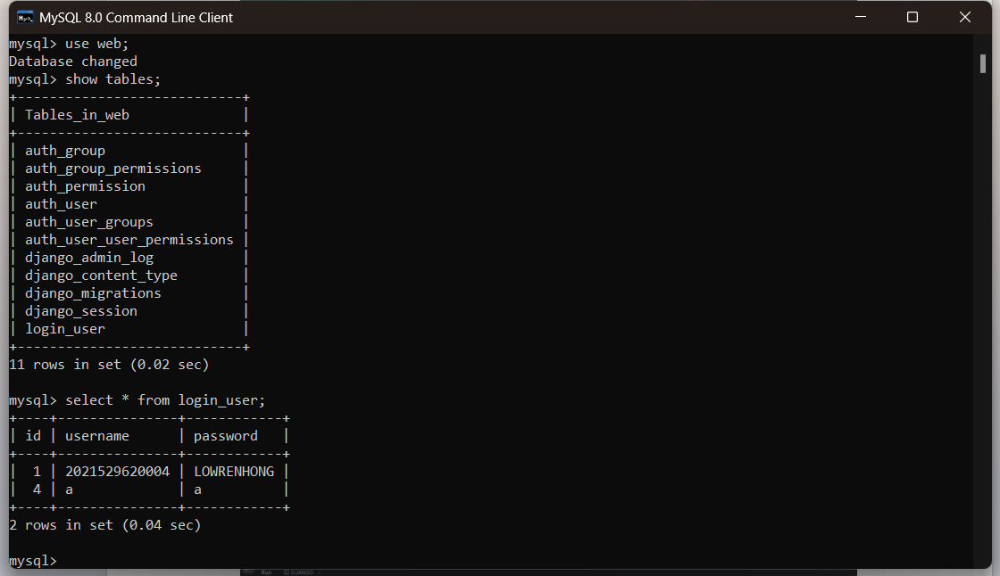 MySQL 8.0 Command Line Client
mysql> use web;
Database changed
mysql> show tables;
+----------------------------+
| Tables_in_web              |
+----------------------------+
| auth_group                 |
| auth_group_permissions     |
| auth_permission            |
| auth_user                  |
| auth_user_groups           |
| auth_user_user_permissions |
| django_admin_log           |
| django_content_type        |
| django_migrations          |
| django_session             |
| login_user                 |
+----------------------------+
11 rows in set (0.02 sec)

mysql> select * from login_user;
+----+---------------+------------+
| id | username      | password   |
+----+---------------+------------+
|  1 | 2021529620004 | LOWRENHONG |
|  4 | a             | a          |
+----+---------------+------------+
2 rows in set (0.04 sec)

mysql>
Run DJANGO